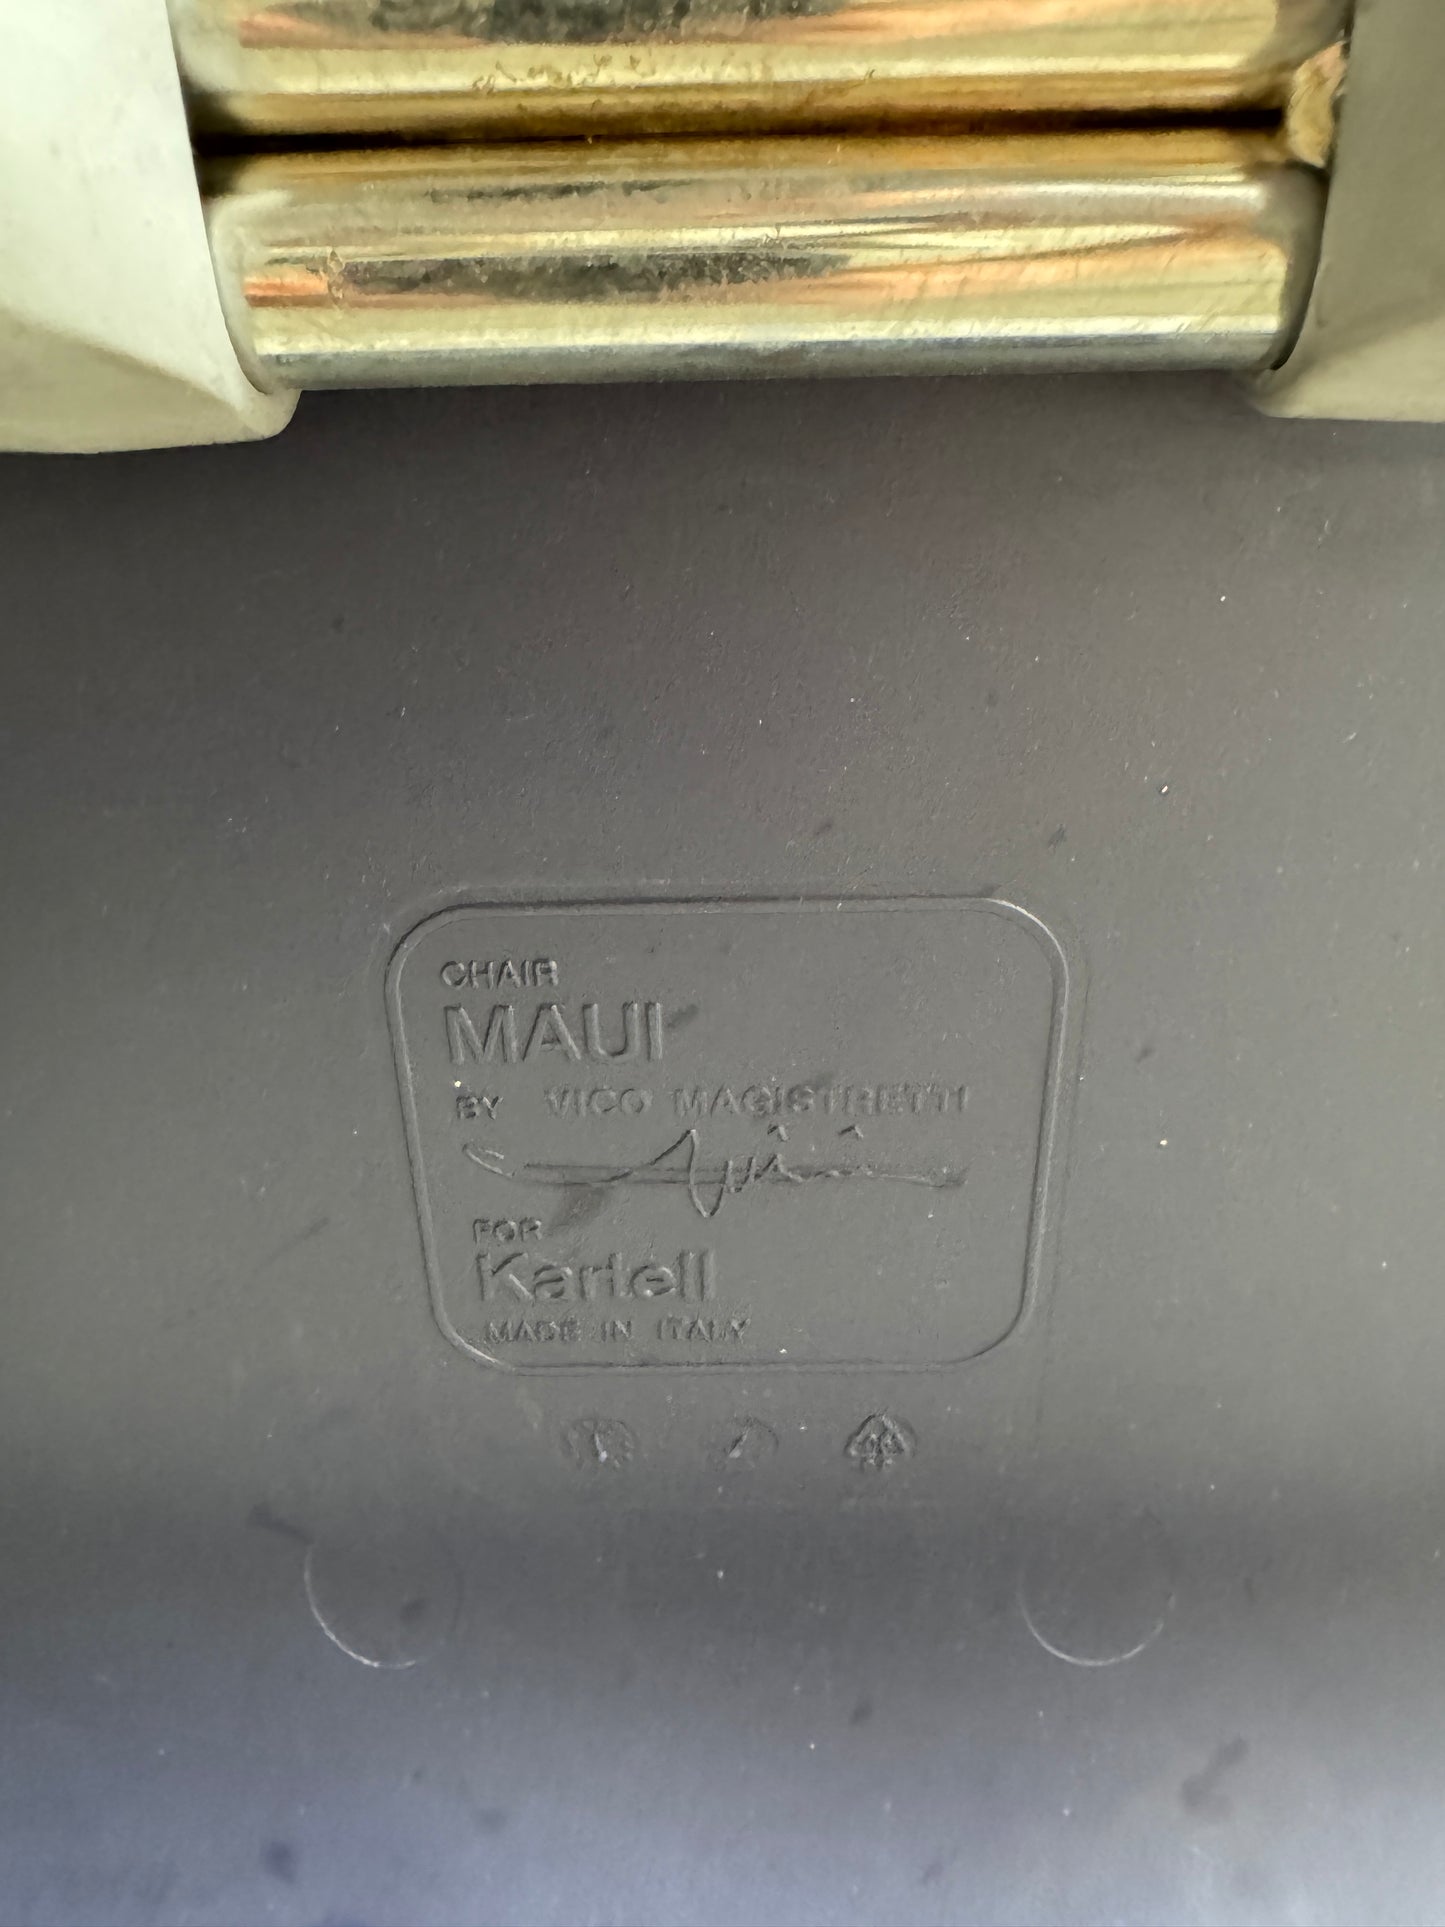 CHAIR
MAUI
BY VICO MAGISTRETTI
FOR
Kartell
MADE IN ITALY